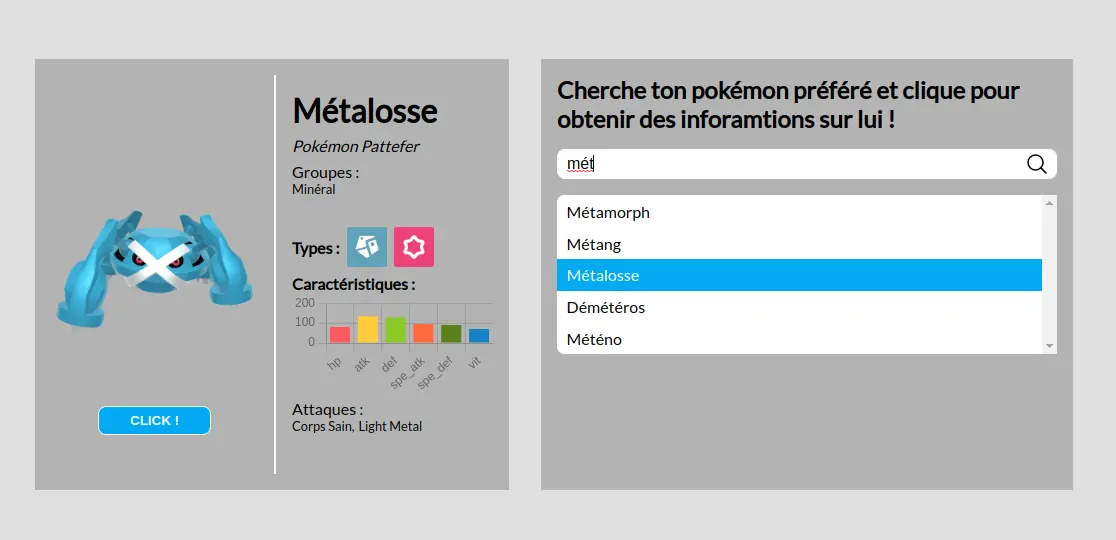 Métalosse
Pokémon Pattefer
Groupes :
Minéral
Types :
Caractéristiques :
200
100
0
hp
atk
def
spe_atk
spe_def
vit
Attaques :
Corps Sain, Light Metal
CLICK !
Cherche ton pokémon préféré et clique pour
obtenir des inforamtions sur lui !
mét
Métamorph
Métang
Métalosse
Démétéros
Météno